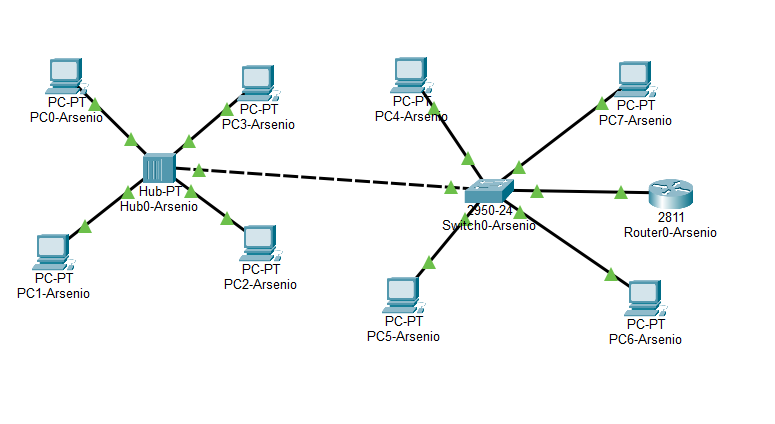 PC-PT
PC0-Arsenio
PC-PT
PC3-Arsenio
PC-PT
PC4-Arsenio
PC-PT
PC7-Arsenio
Hub-PT
Hub0-Arsenio
2950-24
Switch0-Arsenio
2811
Router0-Arsenio
PC-PT
PC1-Arsenio
PC-PT
PC2-Arsenio
PC-PT
PC5-Arsenio
PC-PT
PC6-Arsenio